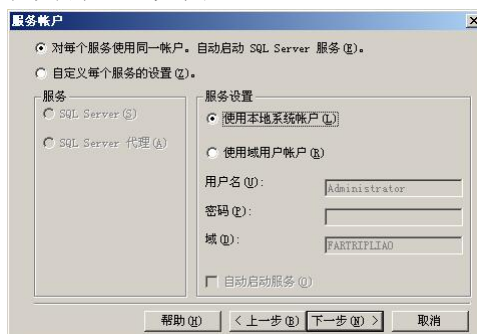 服务帐户
对每个服务使用同一帐户。自动启动 SQL Server 服务(E)。
自定义每个服务的设置(Z)。
服务
SQL Server(S)
SQL Server 代理(A)
服务设置
使用本地系统帐户(L)
使用域用户帐户(R)
用户名(U):
Administrator
密码(P):
域(D):
FARTRIPLIAO
自动启动服务(O)
帮助(H)
< 上一步(B)
下一步(N) >
取消